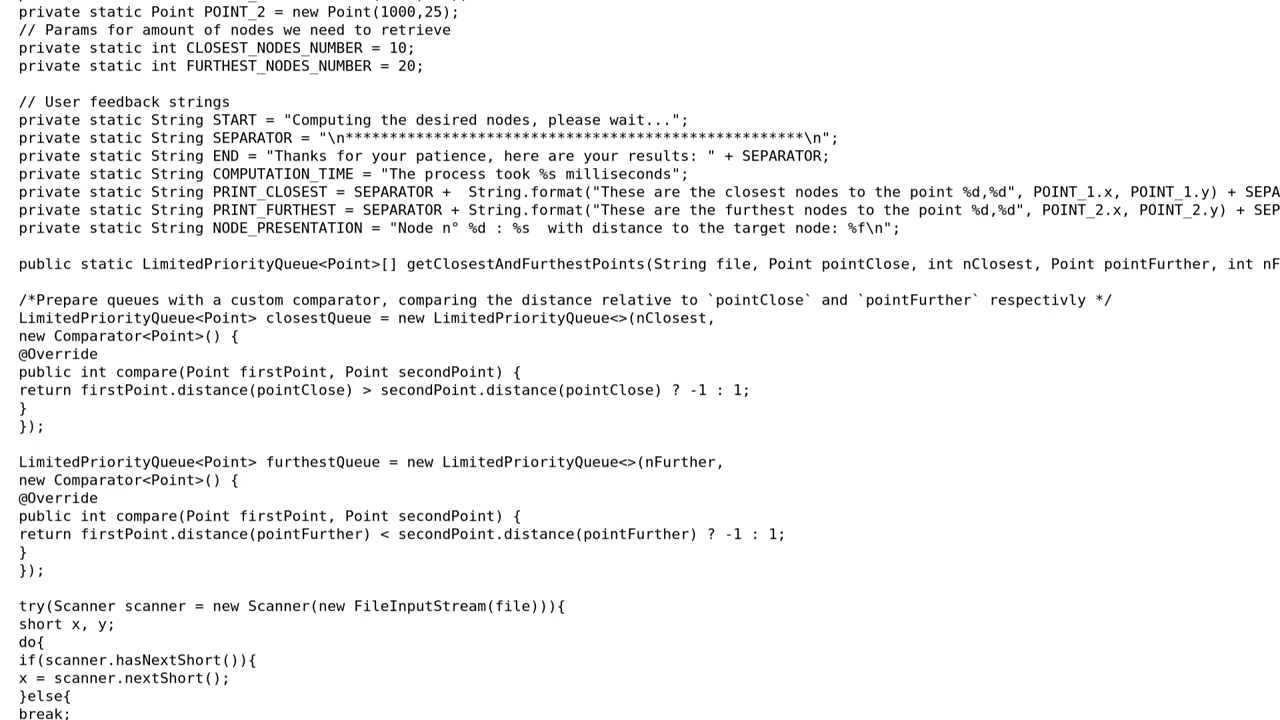 private static Point POINT_2 = new Point(1000,25);
// Params for amount of nodes we need to retrieve
private static int CLOSEST_NODES_NUMBER = 10;
private static int FURTHEST_NODES_NUMBER = 20;
// User feedback strings
private static String START = "Computing the desired nodes, please wait...";
private static String SEPARATOR = "\n****************************************************\n";
private static String END = "Thanks for your patience, here are your results: " + SEPARATOR;
private static String COMPUTATION_TIME = "The process took %s milliseconds";
private static String PRINT_CLOSEST = SEPARATOR +  String.format("These are the closest nodes to the point %d,%d", POINT_1.x, POINT_1.y) + SEPA
private static String PRINT_FURTHEST = SEPARATOR + String.format("These are the furthest nodes to the point %d,%d", POINT_2.x, POINT_2.y) + SEP
private static String NODE_PRESENTATION = "Node n° %d : %s  with distance to the target node: %f\n";
public static LimitedPriorityQueue<Point>[] getClosestAndFurthestPoints(String file, Point pointClose, int nClosest, Point pointFurther, int nF
/*Prepare queues with a custom comparator, comparing the distance relative to `pointClose` and `pointFurther` respectivly */
LimitedPriorityQueue<Point> closestQueue = new LimitedPriorityQueue<>(nClosest,
new Comparator<Point>() {
@Override
public int compare(Point firstPoint, Point secondPoint) {
return firstPoint.distance(pointClose) > secondPoint.distance(pointClose) ? -1 : 1;
}
});
LimitedPriorityQueue<Point> furthestQueue = new LimitedPriorityQueue<>(nFurther,
new Comparator<Point>() {
@Override
public int compare(Point firstPoint, Point secondPoint) {
return firstPoint.distance(pointFurther) < secondPoint.distance(pointFurther) ? -1 : 1;
}
});
try(Scanner scanner = new Scanner(new FileInputStream(file))){
short x, y;
do{
if(scanner.hasNextShort()){
x = scanner.nextShort();
}else{
break;